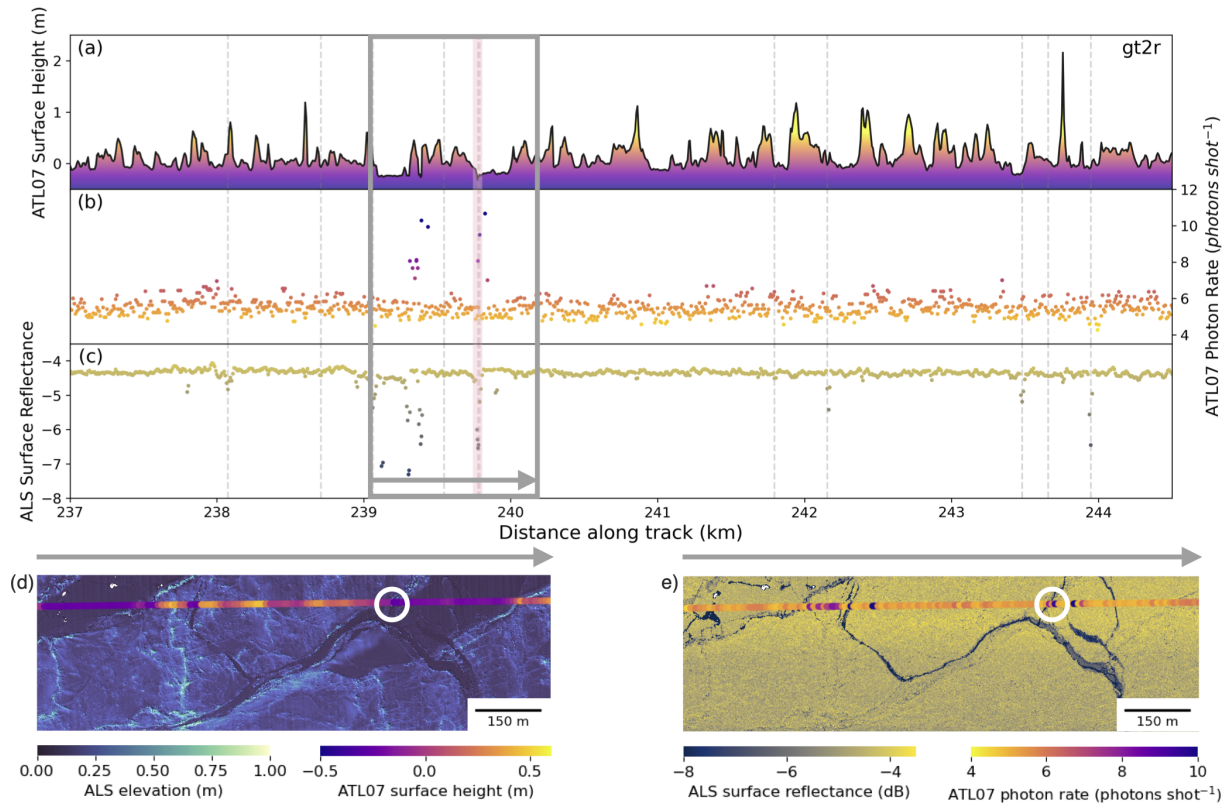 (a)
gt2r
ATL07 Surface Height (m)
2
1
0
(b)
12
10
8
6
4
ATL07 Photon Rate (photons shot⁻¹)
(c)
ALS Surface Reflectance
−4
−5
−6
−7
−8
237
238
239
240
241
242
243
244
Distance along track (km)
(d)
150 m
0.00
0.25
0.50
0.75
1.00
ALS elevation (m)
−0.5
0.0
0.5
ATL07 surface height (m)
e)
150 m
−8
−6
−4
ALS surface reflectance (dB)
4
6
8
10
ATL07 photon rate (photons shot⁻¹)